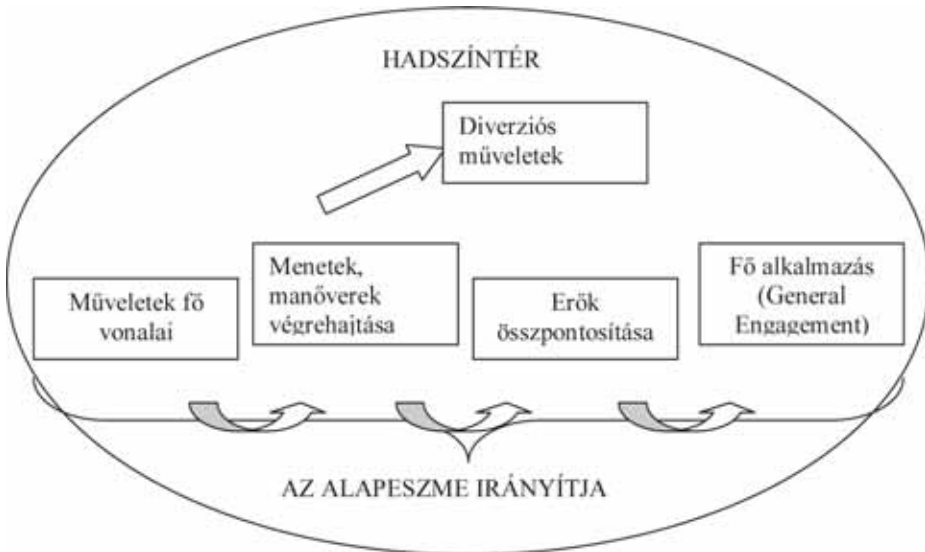 HADSZÍNTÉR
Diverziós
műveletek
Műveletek fő
vonalai
Menetek,
manőverek
végrehajtása
Erők
összpontosítása
Fő alkalmazás
(General
Engagement)
AZ ALAPESZME IRÁNYÍTJA